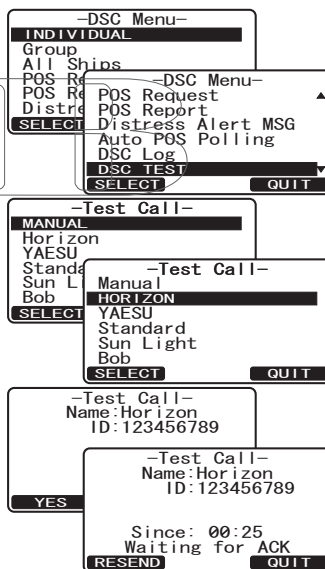 –DSC Menu–
INDIVIDUAL
Group
All Ships
POS Re
POS Re
Distre
SELECT
–DSC Menu–
POS Request
POS Report
Distress Alert MSG
Auto POS Polling
DSC Log
DSC TEST
SELECT QUIT
–Test Call–
MANUAL
Horizon
YAESU
Standa
Sun Li
Bob
SELECT
–Test Call–
Manual
HORIZON
YAESU
Standard
Sun Light
Bob
SELECT QUIT
–Test Call–
Name:Horizon
ID:123456789
YES
–Test Call–
Name:Horizon
ID:123456789
Since: 00:25
Waiting for ACK
RESEND QUIT